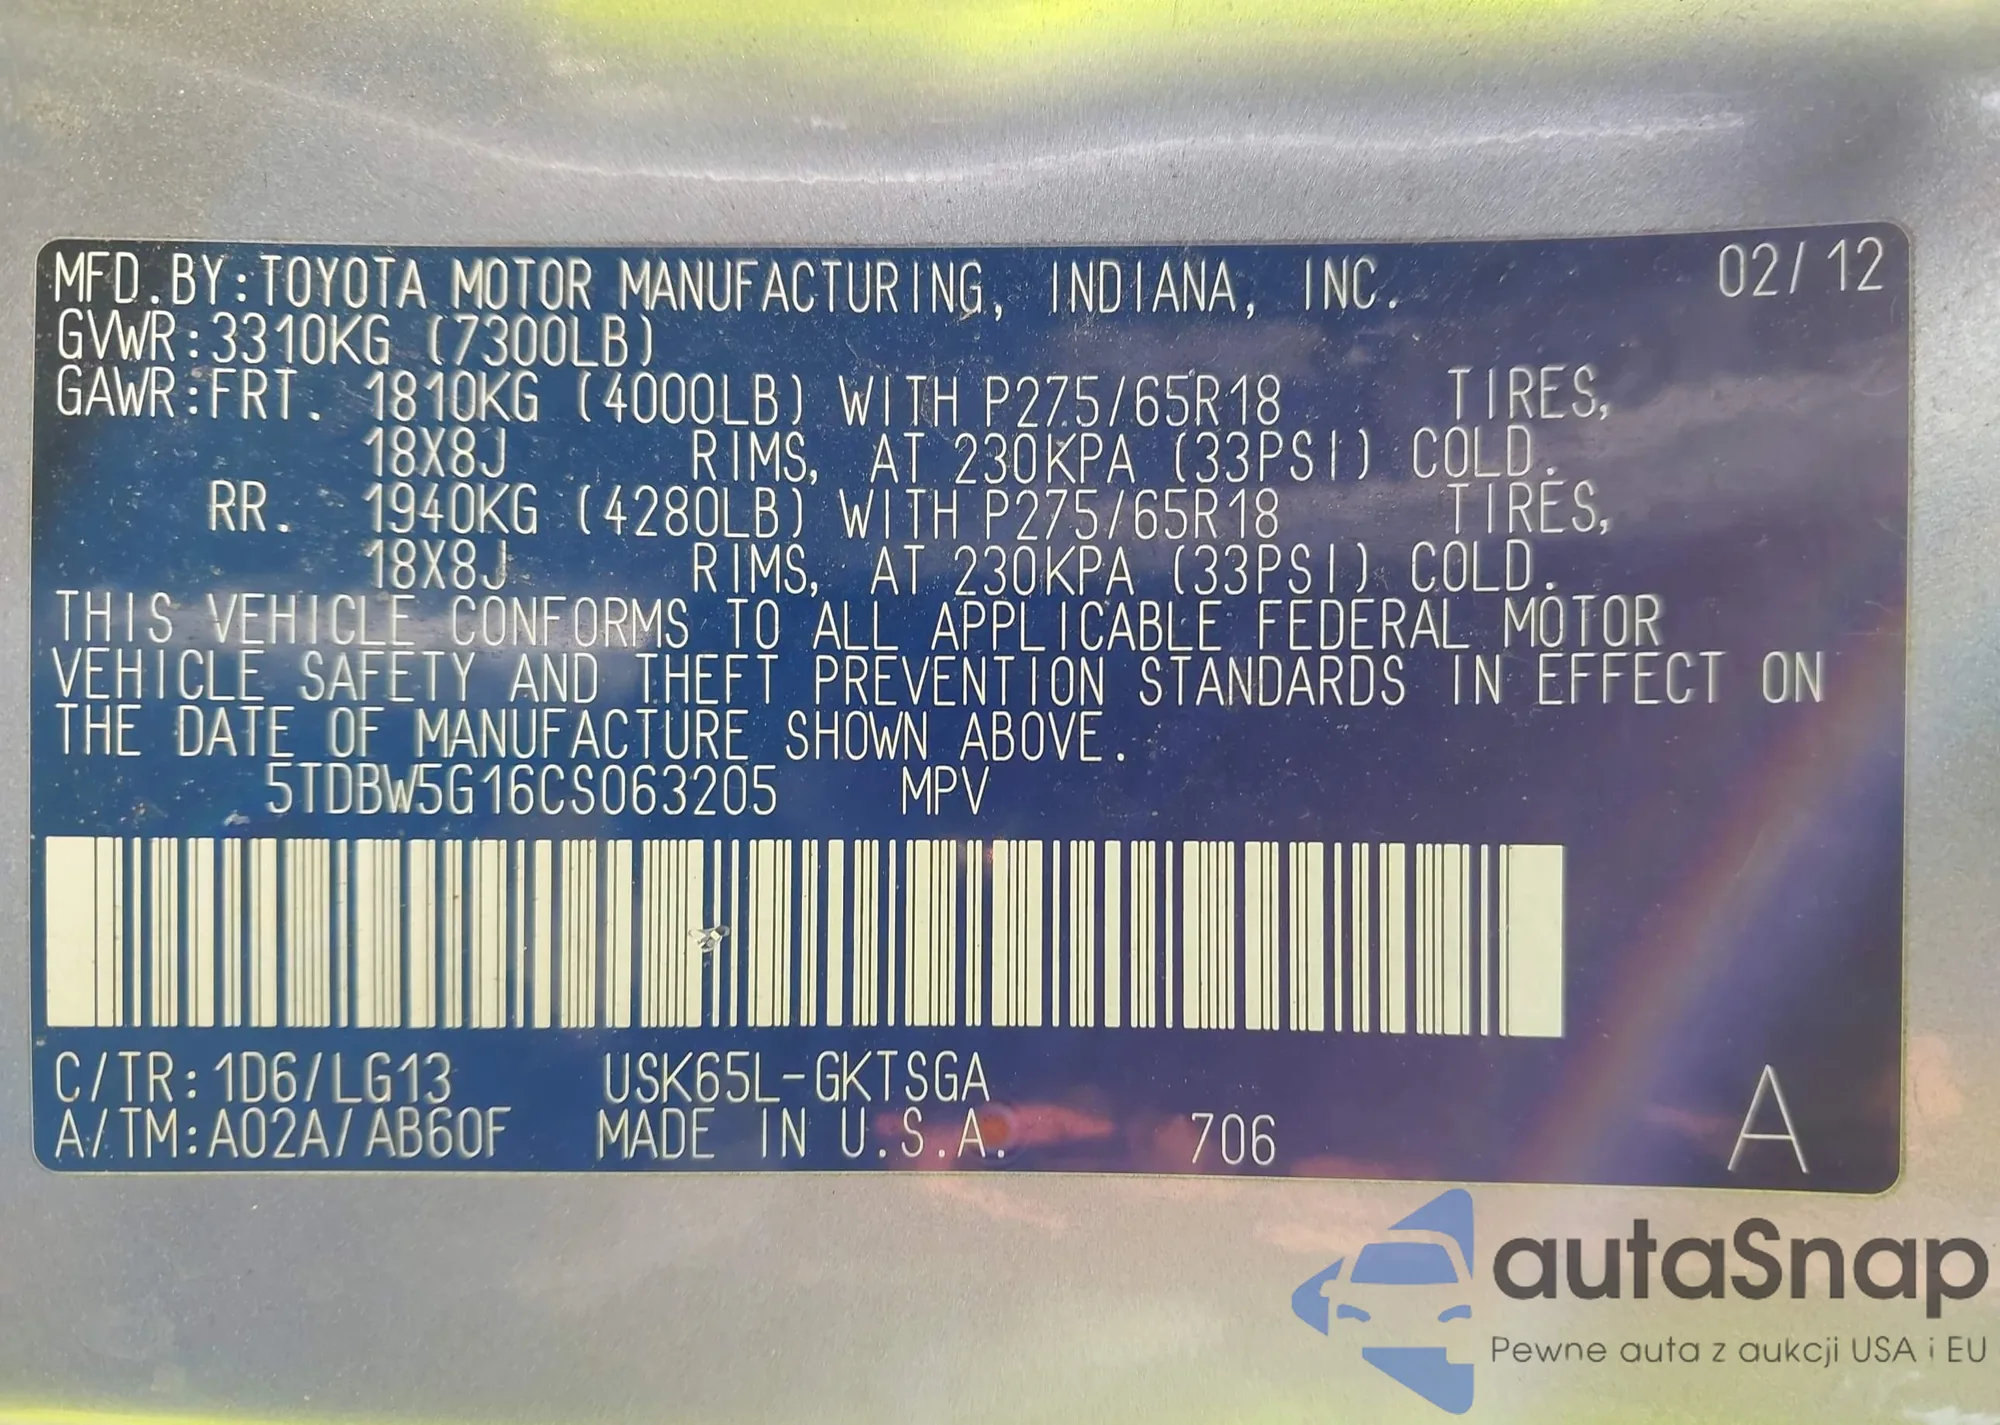 MFD.BY:TOYOTA MOTOR MANUFACTURING, INDIANA, INC. 02/12
GVWR:3310KG (7300LB)
GAWR:FRT. 1810KG (4000LB) WITH P275/65R18 TIRES,
18X8J RIMS, AT 230KPA (33PSI) COLD.
RR. 1940KG (4280LB) WITH P275/65R18 TIRES,
18X8J RIMS, AT 230KPA (33PSI) COLD.
THIS VEHICLE CONFORMS TO ALL APPLICABLE FEDERAL MOTOR
VEHICLE SAFETY AND THEFT PREVENTION STANDARDS IN EFFECT ON
THE DATE OF MANUFACTURE SHOWN ABOVE.
5TDBW5G16CS063205 MPV
C/TR:1D6/LG13 USK65L-GKTSGA
A/TM:A02A/AB60F MADE IN U.S.A. 706 A
autaSnap
Pewne auta z aukcji USA i EU